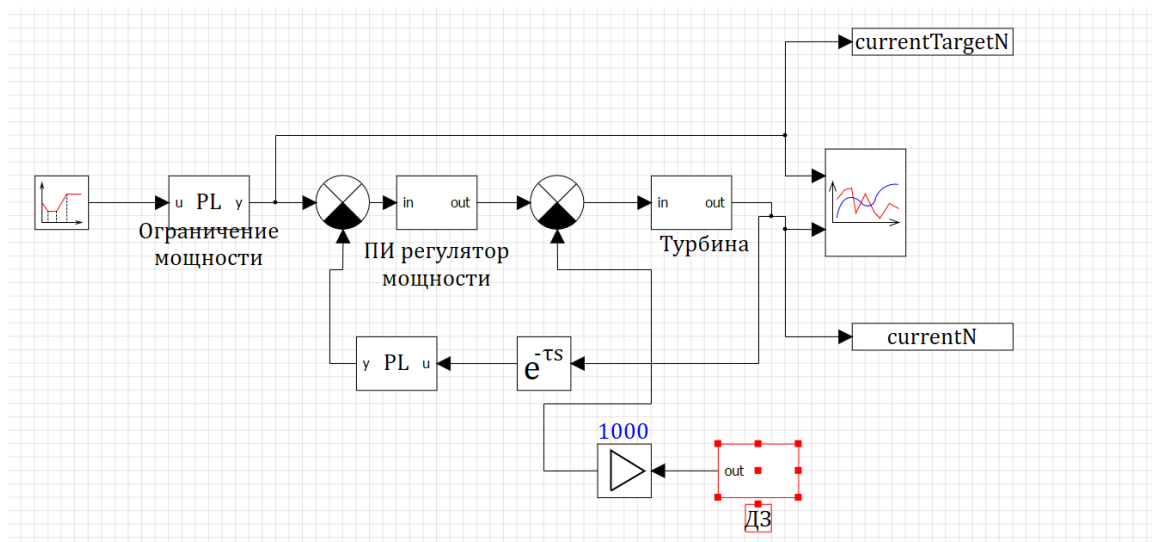 currentTargetN
u PL y
in out
in out
Ограничение
мощности
ПИ регулятор
мощности
Турбина
currentN
y PL u
e-τs
1000
out
ДЗ